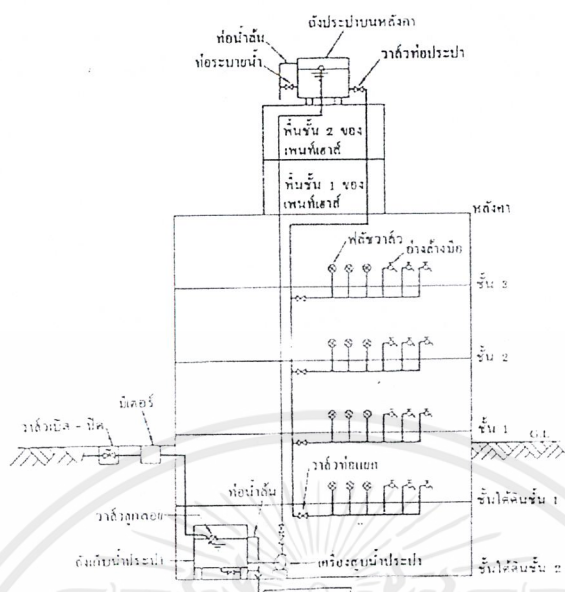 ถังประปาบนหลังคา
ท่อน้ำล้น
ท่อระบายน้ำ
วาล์วท่อประปา
พื้นชั้น 2 ของ
เพนท์เฮาส์
พื้นชั้น 1 ของ
เพนท์เฮาส์
หลังคา
ฟลัชวาล์ว
อ่างล้างมือ
ชั้น 3
ชั้น 2
ชั้น 1
G.L.
มิเตอร์
วาล์วเปิด - ปิด
วาล์วท่อแยก
ท่อน้ำล้น
ชั้นใต้ดินชั้น 1
วาล์วลูกลอย
ถังเก็บน้ำประปา
เครื่องสูบน้ำประปา
ชั้นใต้ดินชั้น 2